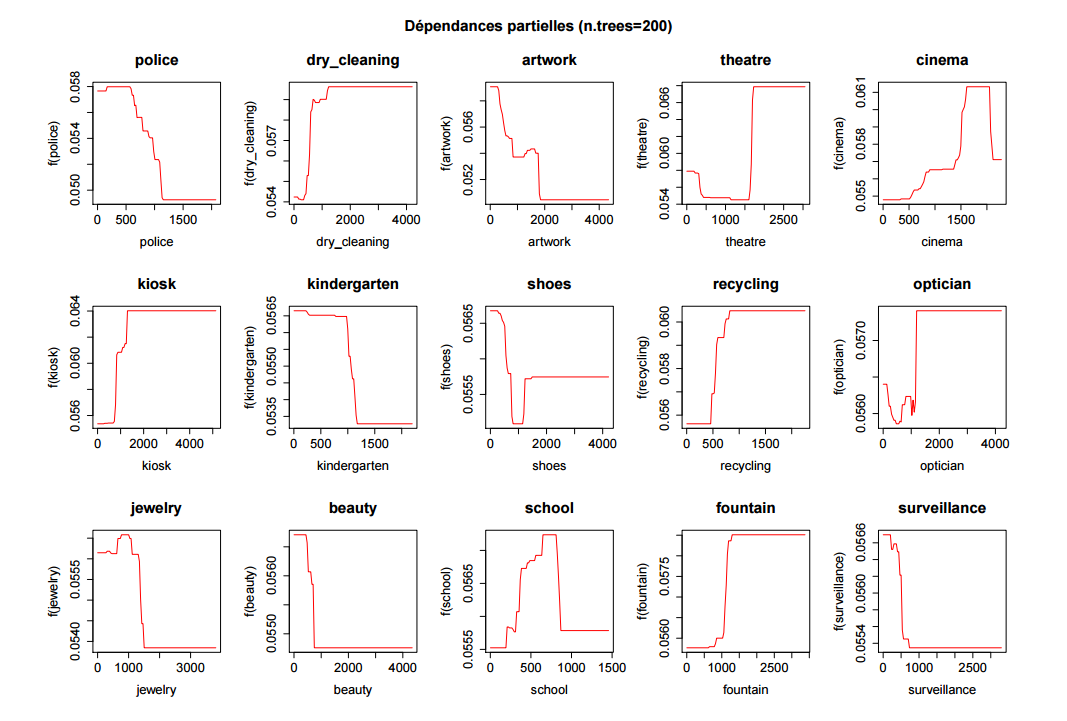 Dépendances partielles (n.trees=200)
police dry_cleaning artwork theatre cinema
f(police) 0.050 0.054 0.058
f(dry_cleaning) 0.054 0.057
f(artwork) 0.052 0.056
f(theatre) 0.054 0.060 0.066
f(cinema) 0.055 0.058 0.061
0 500 1500 0 2000 4000 0 2000 4000 0 1000 2500 0 500 1500
police dry_cleaning artwork theatre cinema
kiosk kindergarten shoes recycling optician
f(kiosk) 0.056 0.060 0.064
f(kindergarten) 0.0535 0.0550 0.0565
f(shoes) 0.0555 0.0565
f(recycling) 0.056 0.058 0.060
f(optician) 0.0560 0.0570
0 2000 4000 0 500 1500 0 2000 4000 0 500 1500 0 2000 4000
kiosk kindergarten shoes recycling optician
jewelry beauty school fountain surveillance
f(jewelry) 0.0540 0.0555
f(beauty) 0.0550 0.0560
f(school) 0.0555 0.0565
f(fountain) 0.0560 0.0575
f(surveillance) 0.0554 0.0560 0.0566
0 1000 3000 0 2000 4000 0 500 1000 1500 0 1000 2500 0 1000 2500
jewelry beauty school fountain surveillance